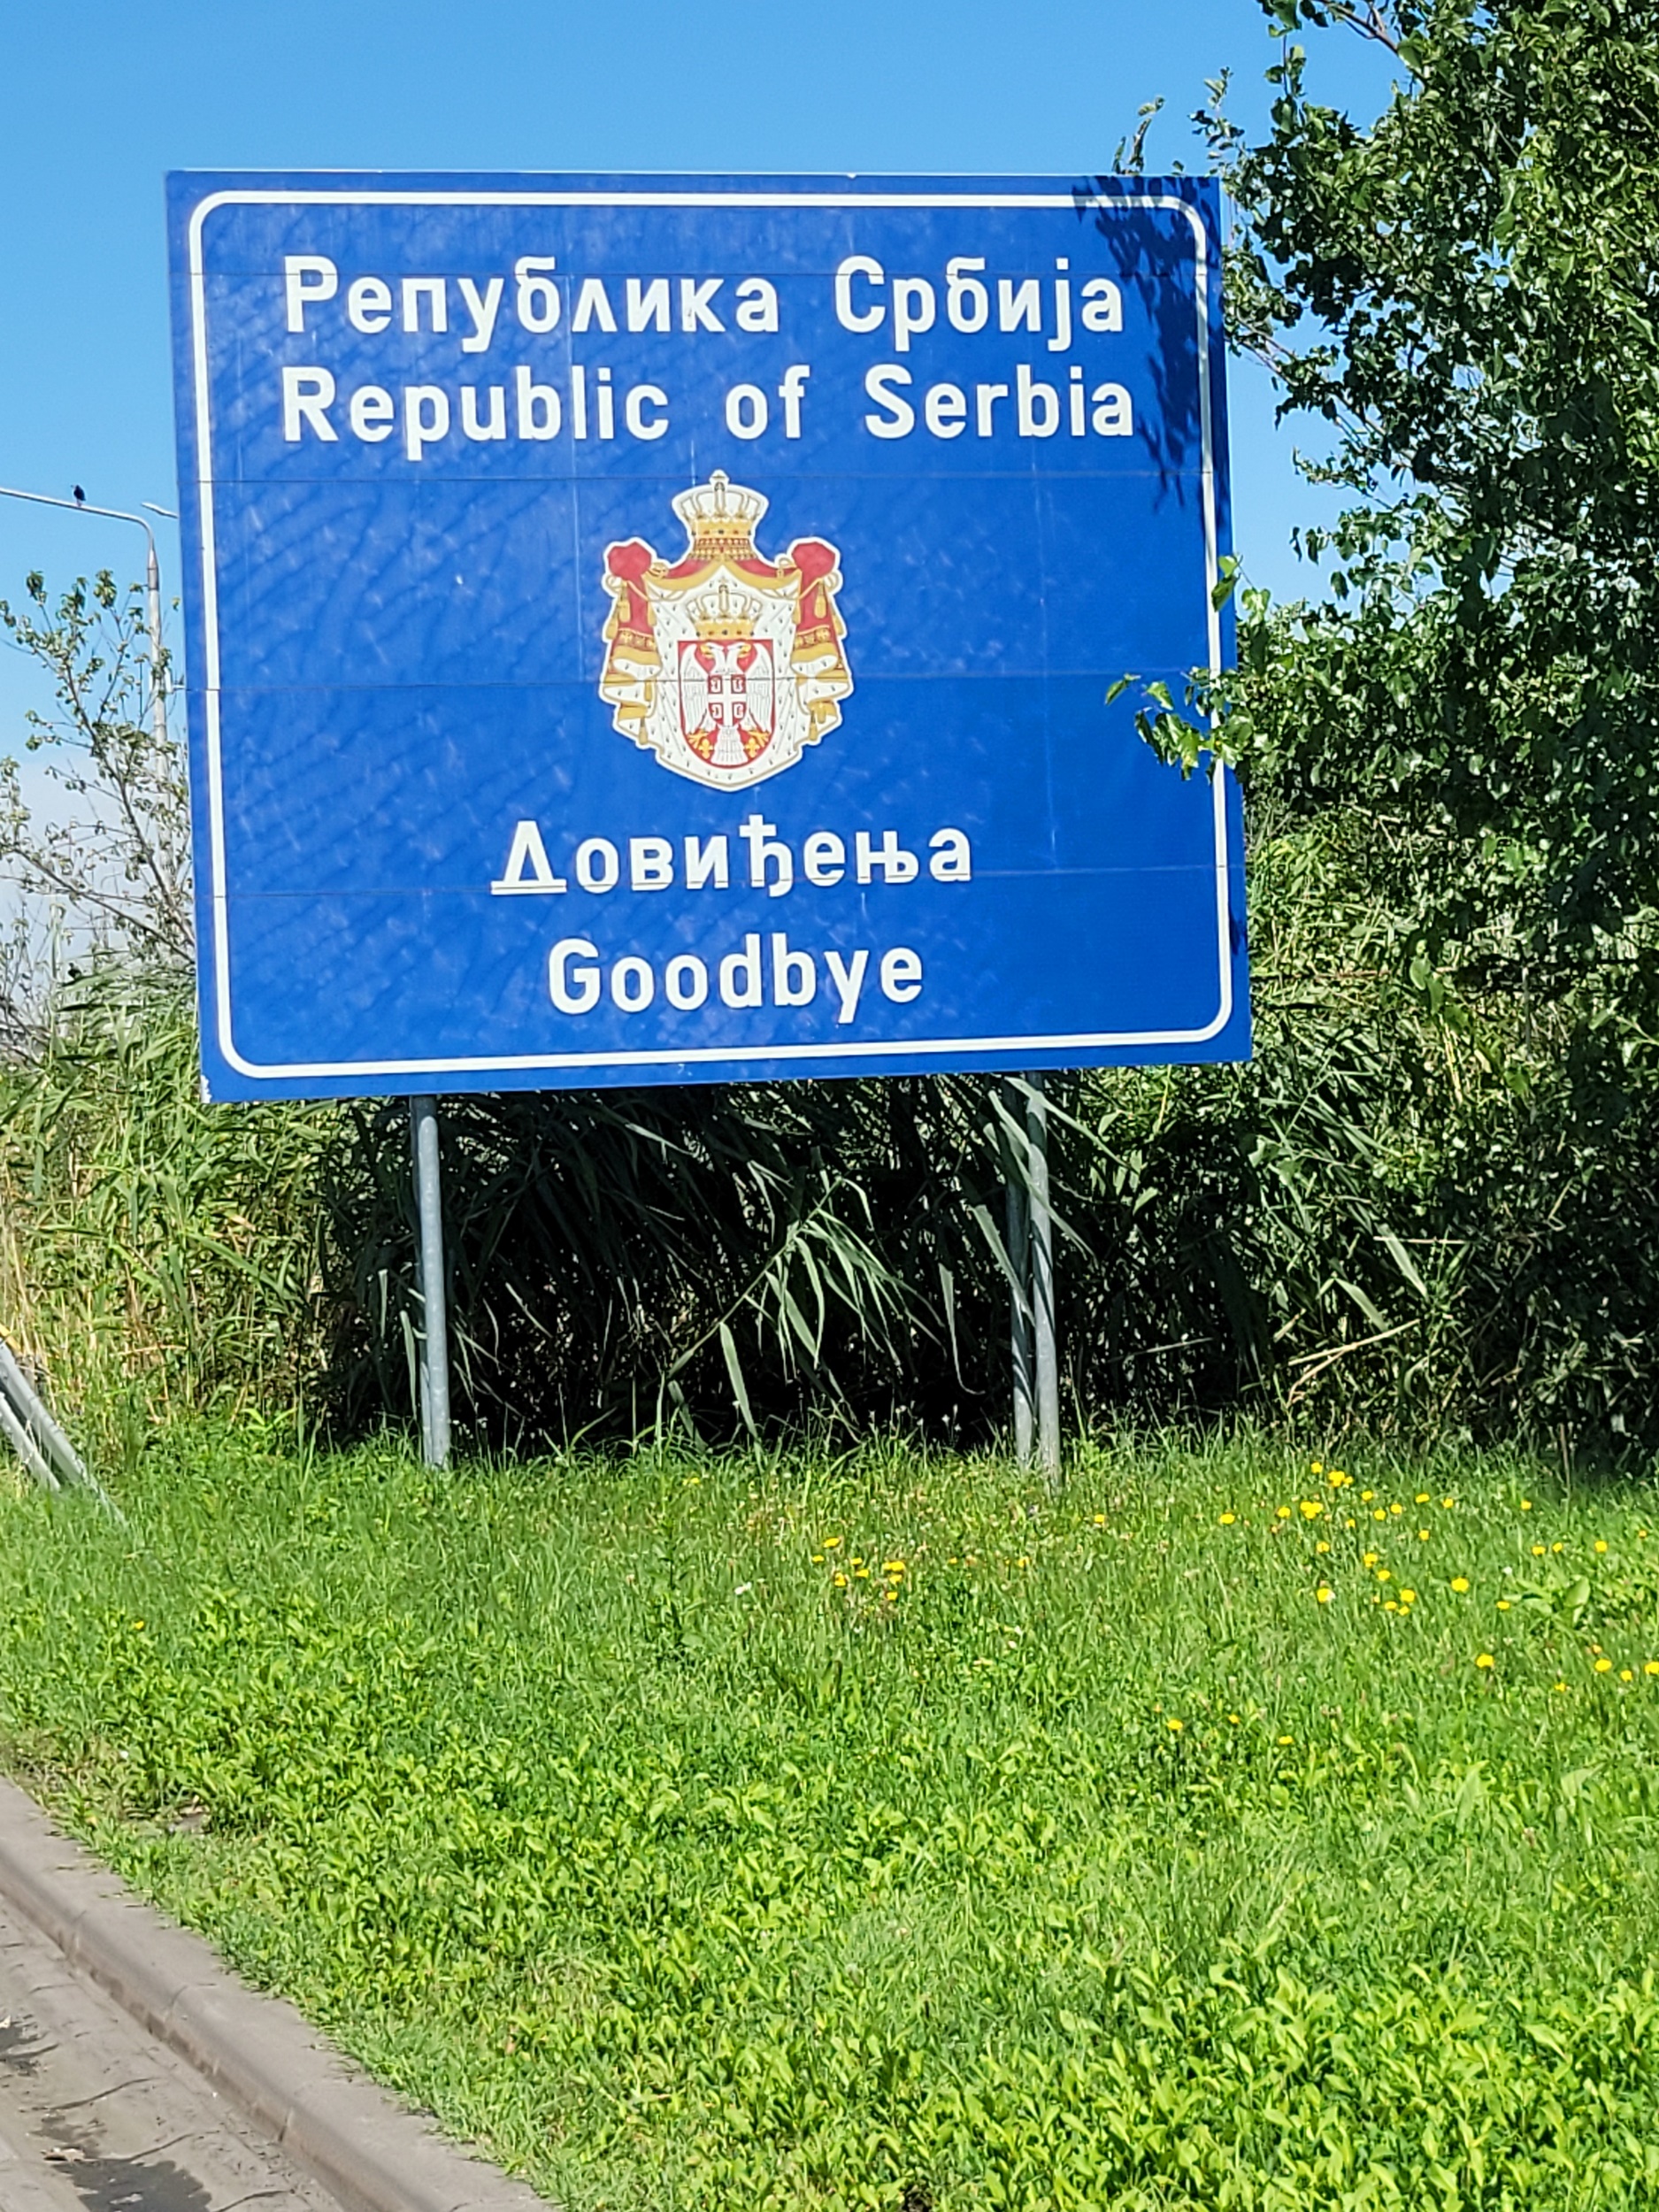 Република Србија
Republic of Serbia
Довиђења
Goodbye